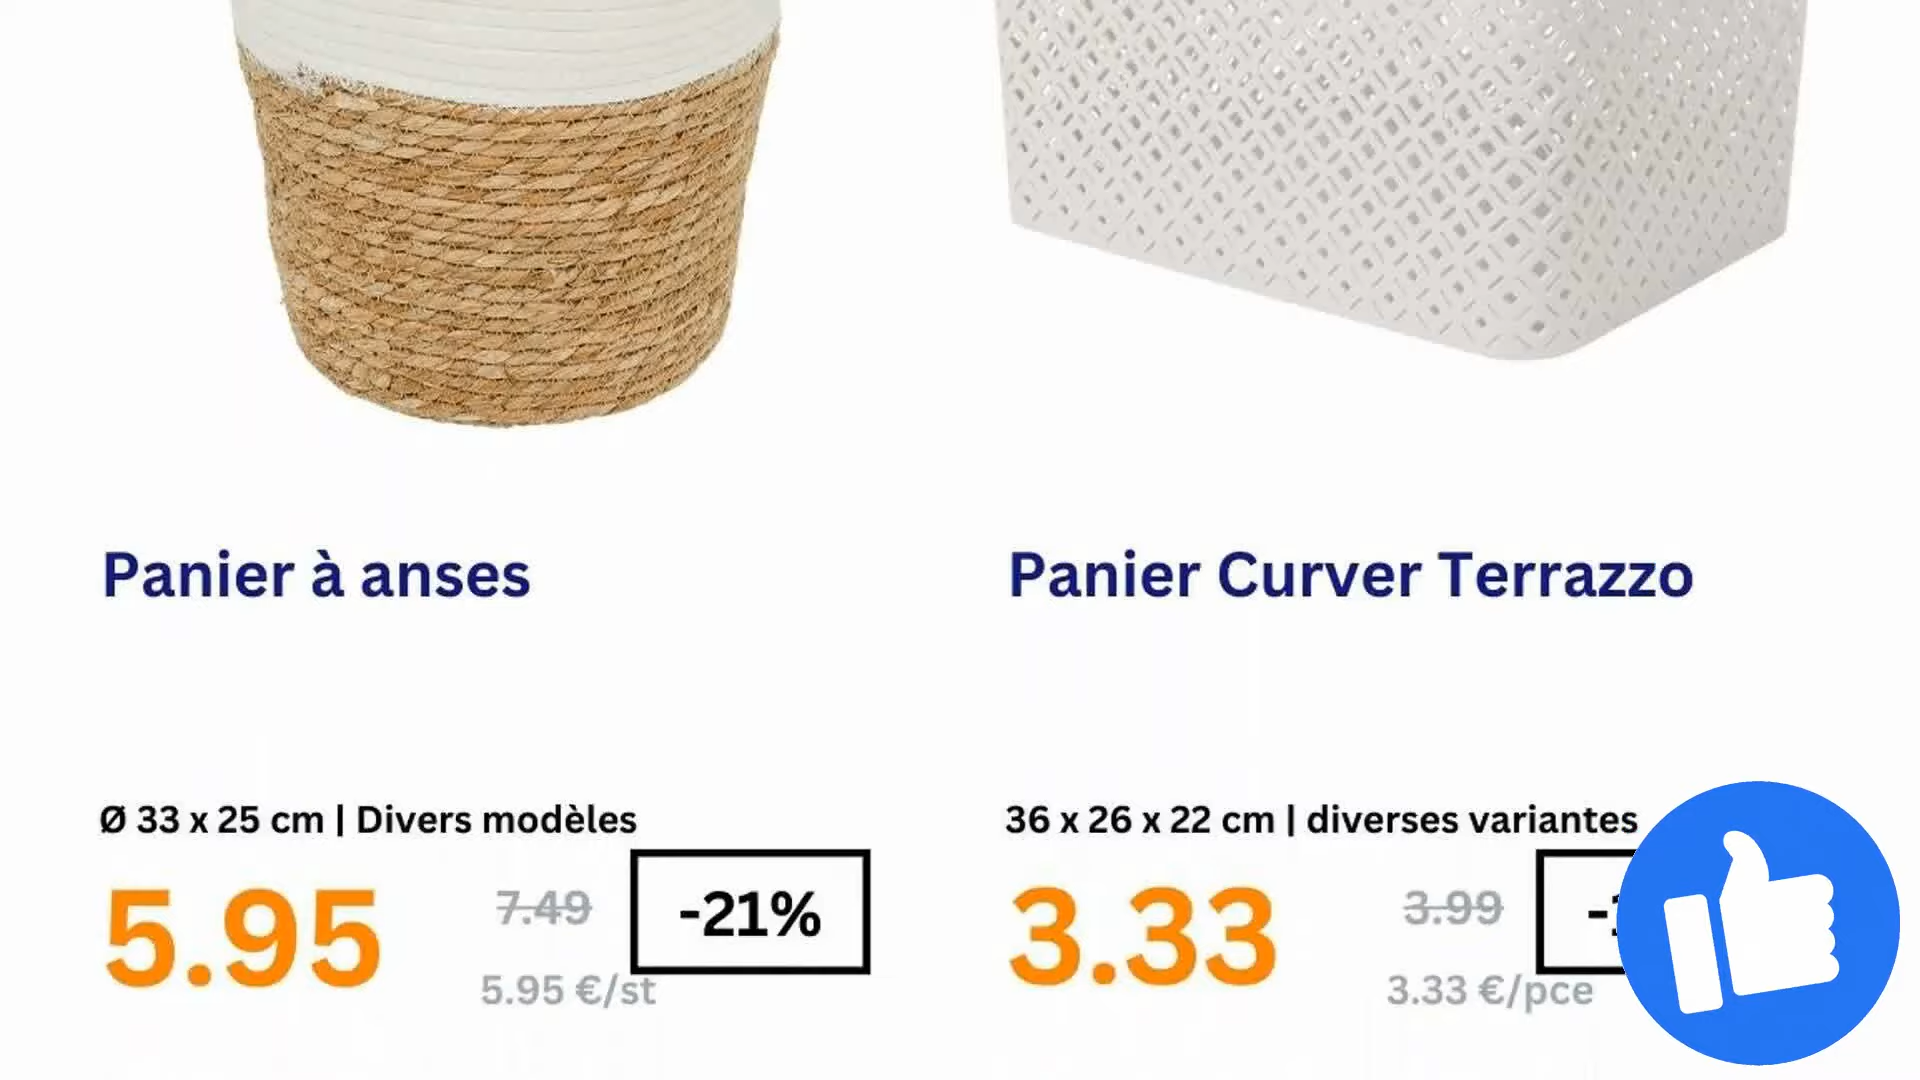 Panier à anses
Ø 33 x 25 cm | Divers modèles
5.95
7.49
-21%
5.95 €/st
Panier Curver Terrazzo
36 x 26 x 22 cm | diverses variantes
3.33
3.99
3.33 €/pce